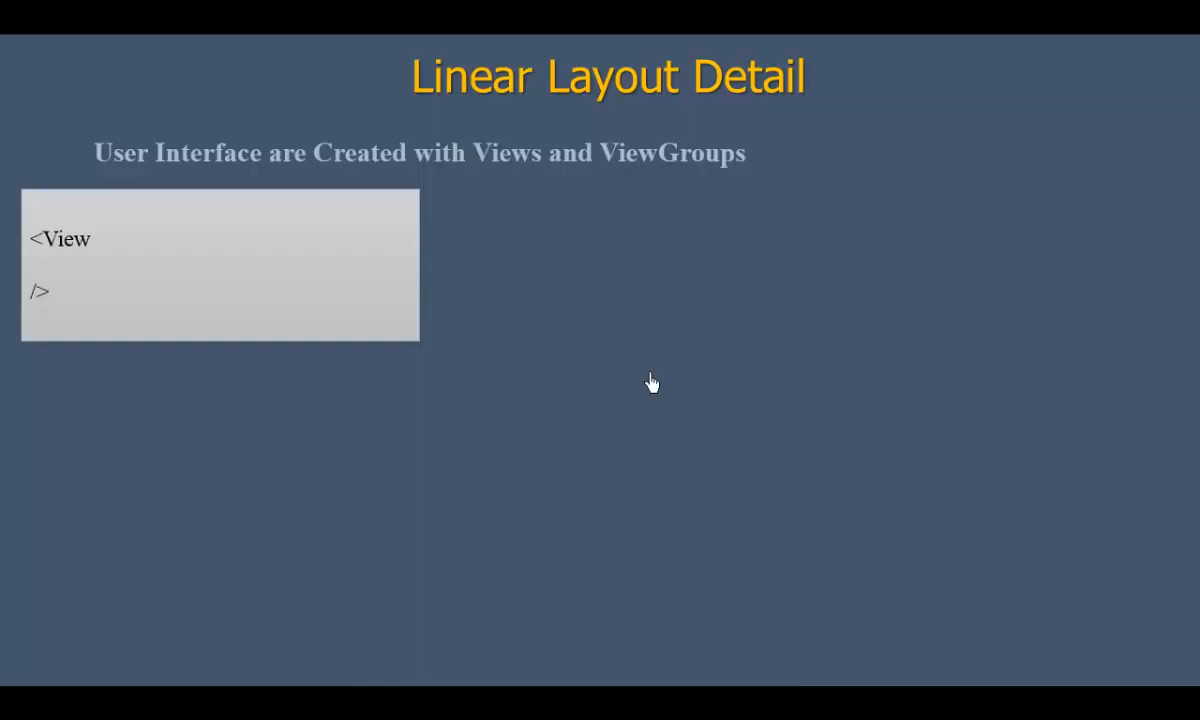 Linear Layout Detail
User Interface are Created with Views and ViewGroups
<View
/>